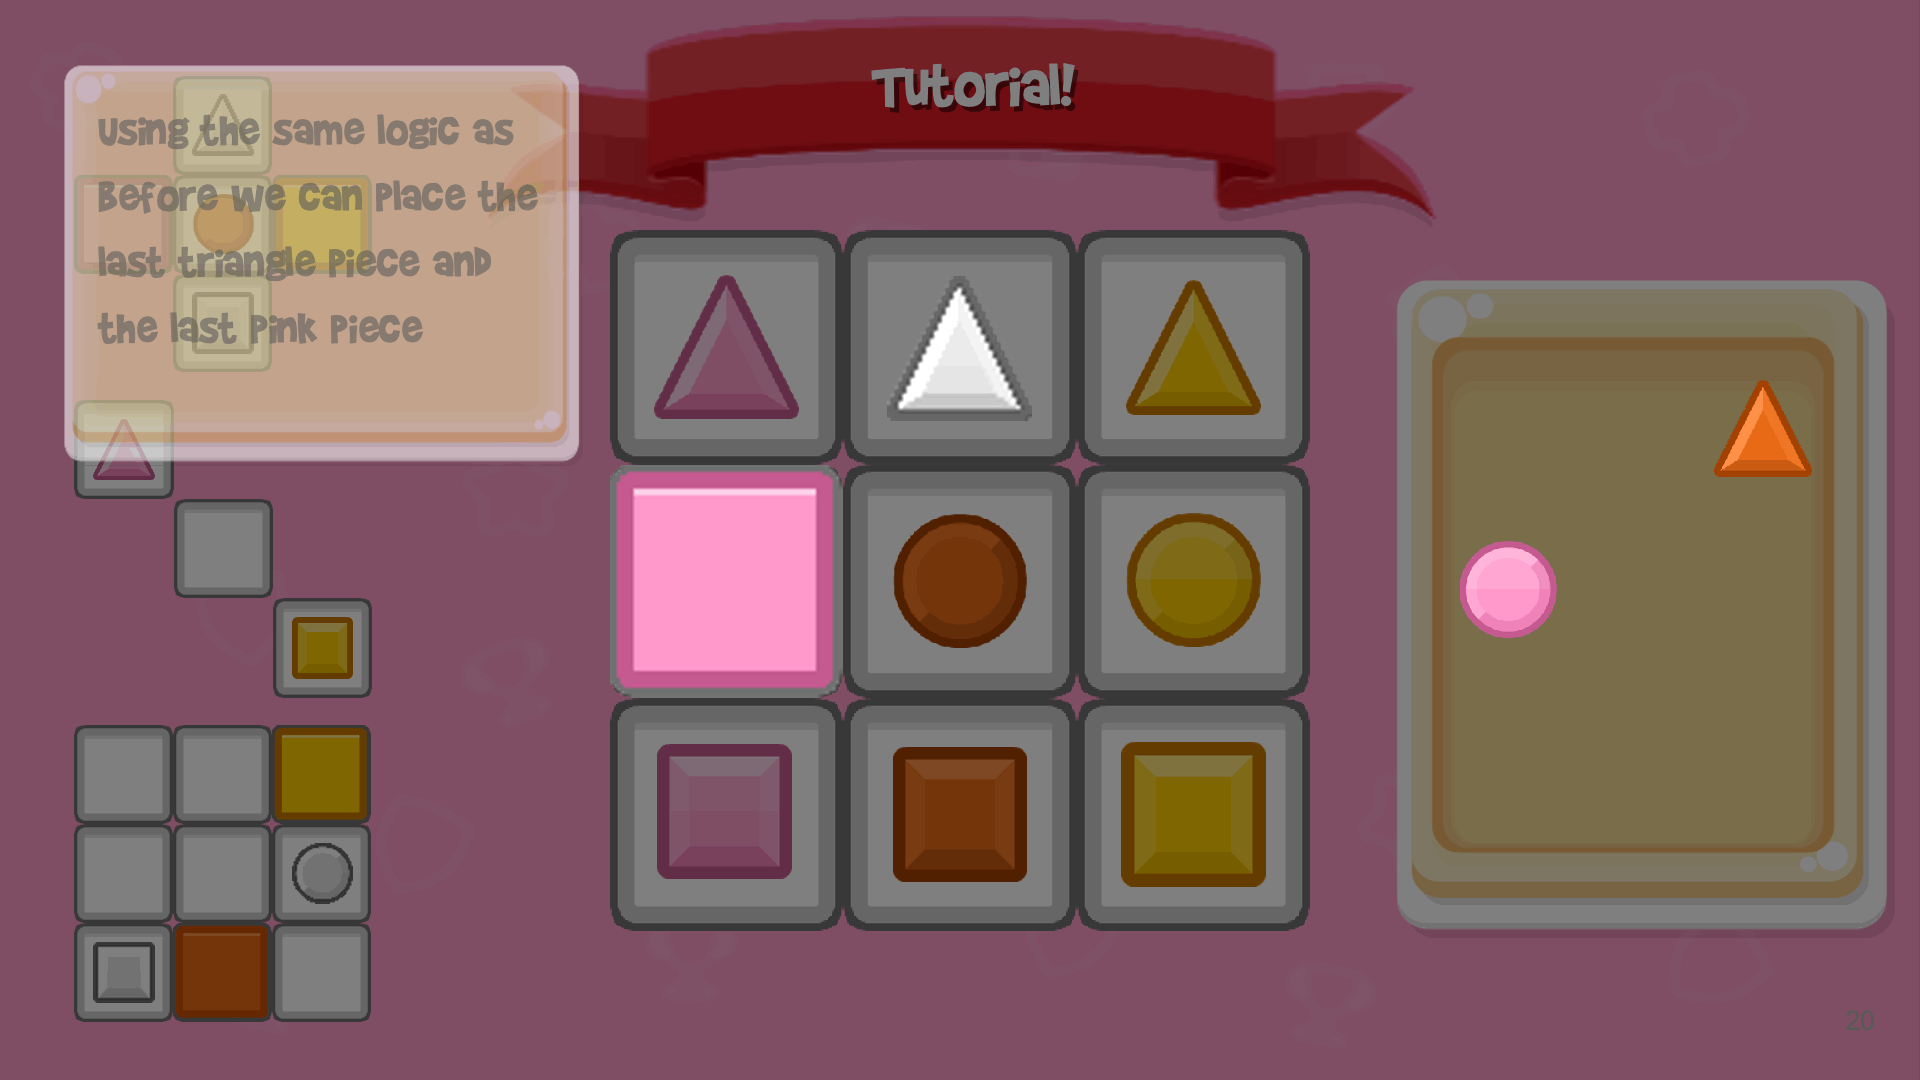 Tutorial!
Using the same logic as
Before we can place the
last triangle piece and
the last pink piece
20